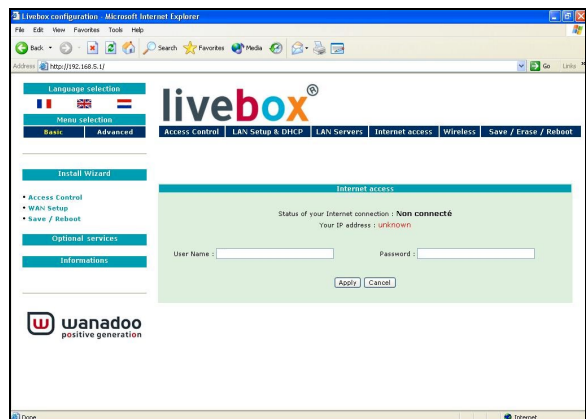 Livebox configuration - Microsoft Internet Explorer
File Edit View Favorites Tools Help
Back Search Favorites Media
Address http://192.168.5.1/ Go Links »
Language selection
Menu selection
Basic Advanced
livebox®
Access Control LAN Setup & DHCP LAN Servers Internet access Wireless Save / Erase / Reboot
Install Wizard
• Access Control
• WAN Setup
• Save / Reboot
Optional services
Informations
Internet access
Status of your Internet connection : Non connecté
Your IP address : unknown
User Name : Password :
Apply Cancel
wanadoo
positive generation
Done Internet